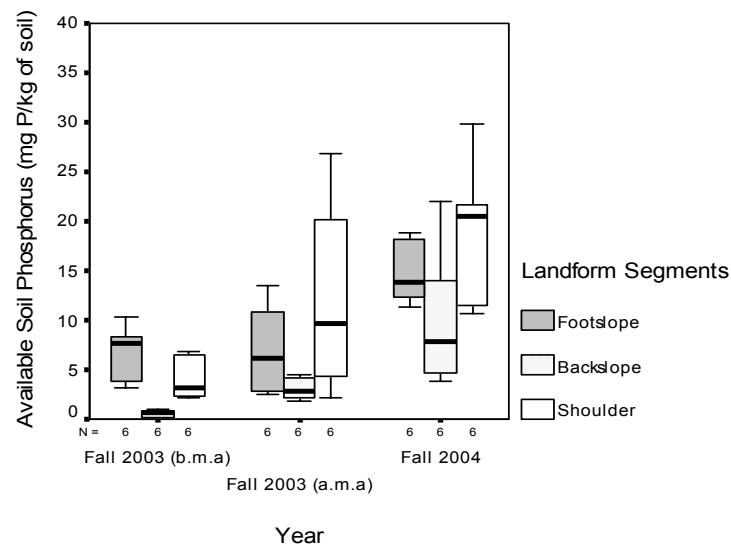 Available Soil Phosphorus (mg P/kg of soil)
40
35
30
25
20
15
10
5
0
N = 6 6 6 6 6 6 6 6 6
Fall 2003 (b.m.a)
Fall 2003 (a.m.a)
Fall 2004
Year
Landform Segments
Footslope
Backslope
Shoulder